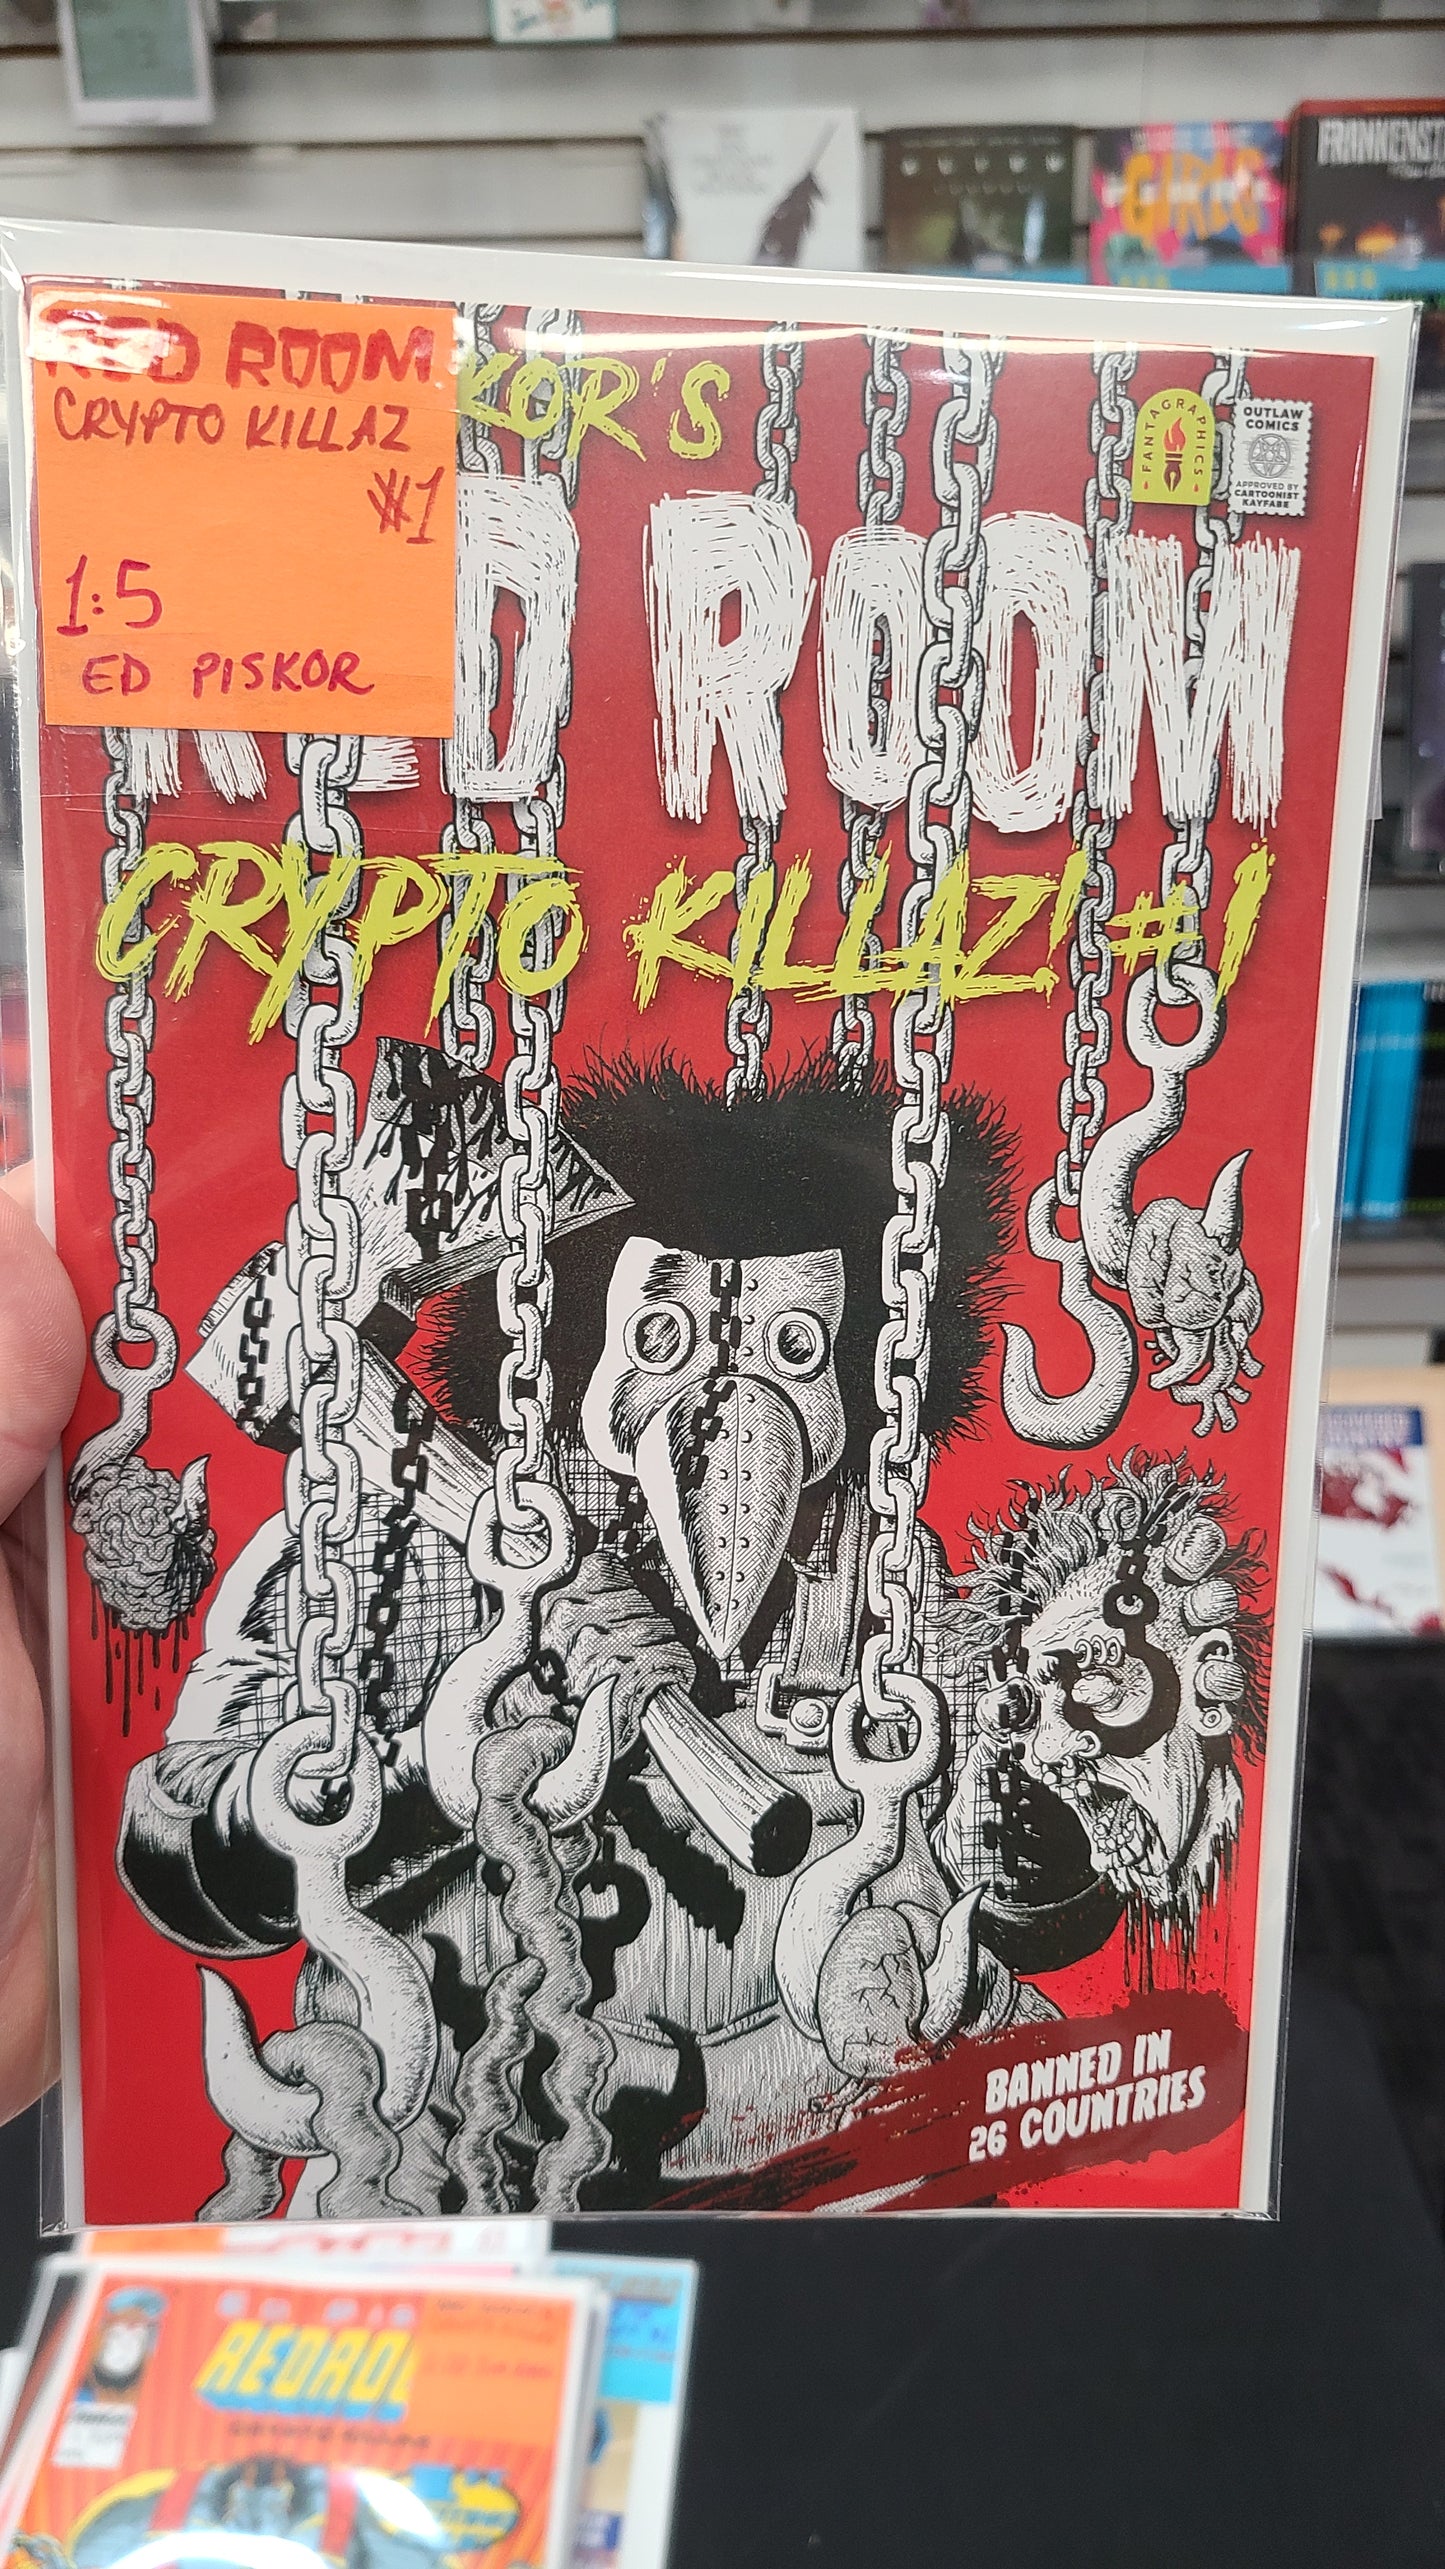 GIRLS
FRANKENST
RED ROOM
CRYPTO KILLAZ
#1
1:5
ED PISKOR
KOR'S
FANTAGRAPHICS
OUTLAW
COMICS
APPROVED BY
CARTOONIST
KAYFABE
RED ROOM
CRYPTO KILLAZ! #1
BANNED IN
26 COUNTRIES